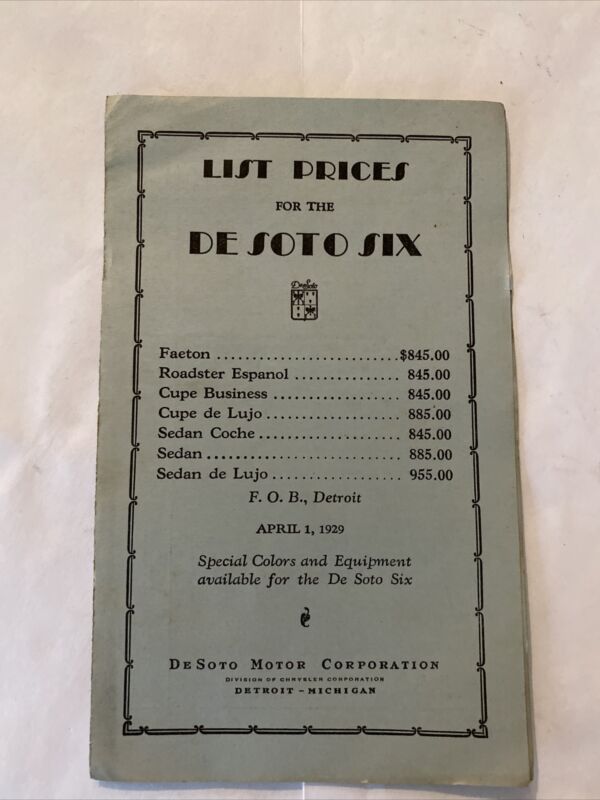 LIST PRICES
FOR THE
DE SOTO SIX
DeSoto
Faeton ......................... $845.00
Roadster Espanol ............... 845.00
Cupe Business .................. 845.00
Cupe de Lujo ................... 885.00
Sedan Coche .................... 845.00
Sedan .......................... 885.00
Sedan de Lujo .................. 955.00
F. O. B., Detroit
APRIL 1, 1929
Special Colors and Equipment
available for the De Soto Six
DE SOTO MOTOR CORPORATION
DIVISION OF CHRYSLER CORPORATION
DETROIT - MICHIGAN